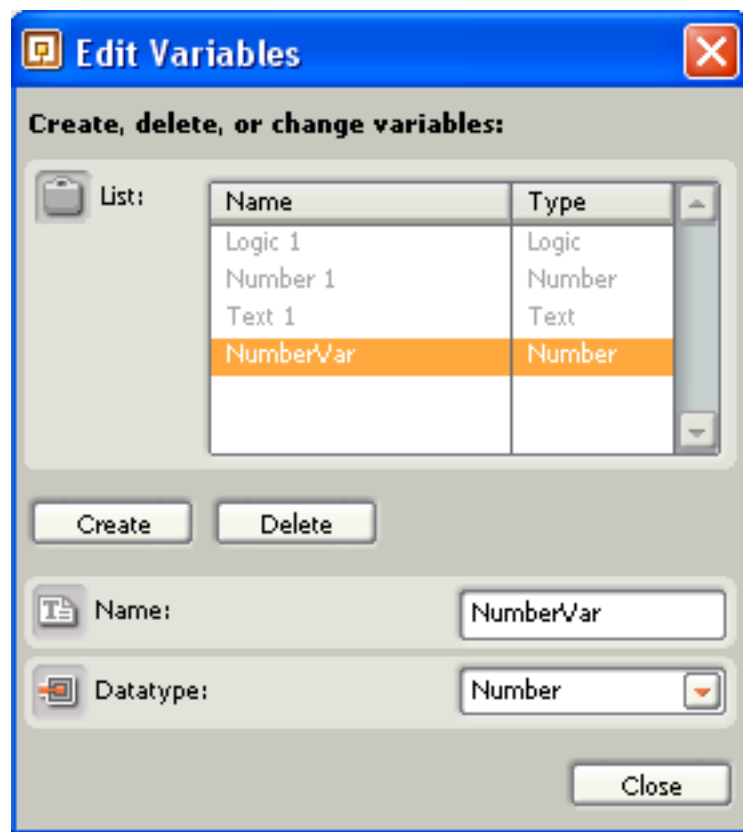 Edit Variables
Create, delete, or change variables:
List:
Name Type
Logic 1 Logic
Number 1 Number
Text 1 Text
NumberVar Number
Create Delete
Name: NumberVar
Datatype: Number
Close